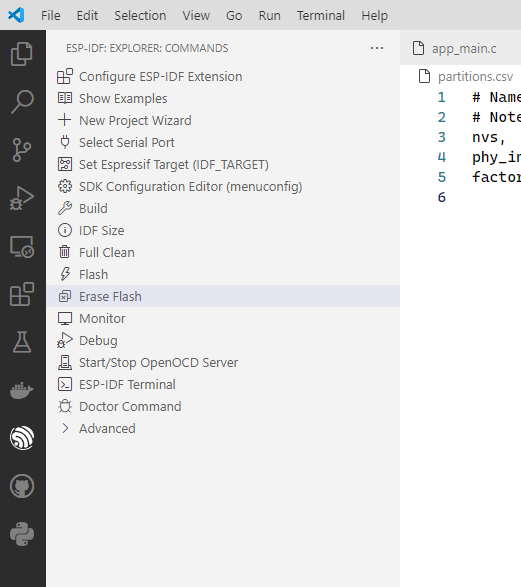 File Edit Selection View Go Run Terminal Help
ESP-IDF: EXPLORER: COMMANDS
Configure ESP-IDF Extension
Show Examples
New Project Wizard
Select Serial Port
Set Espressif Target (IDF_TARGET)
SDK Configuration Editor (menuconfig)
Build
IDF Size
Full Clean
Flash
Erase Flash
Monitor
Debug
Start/Stop OpenOCD Server
ESP-IDF Terminal
Doctor Command
Advanced
app_main.c
partitions.csv
1 # Name
2 # Note
3 nvs,
4 phy_in
5 factor
6